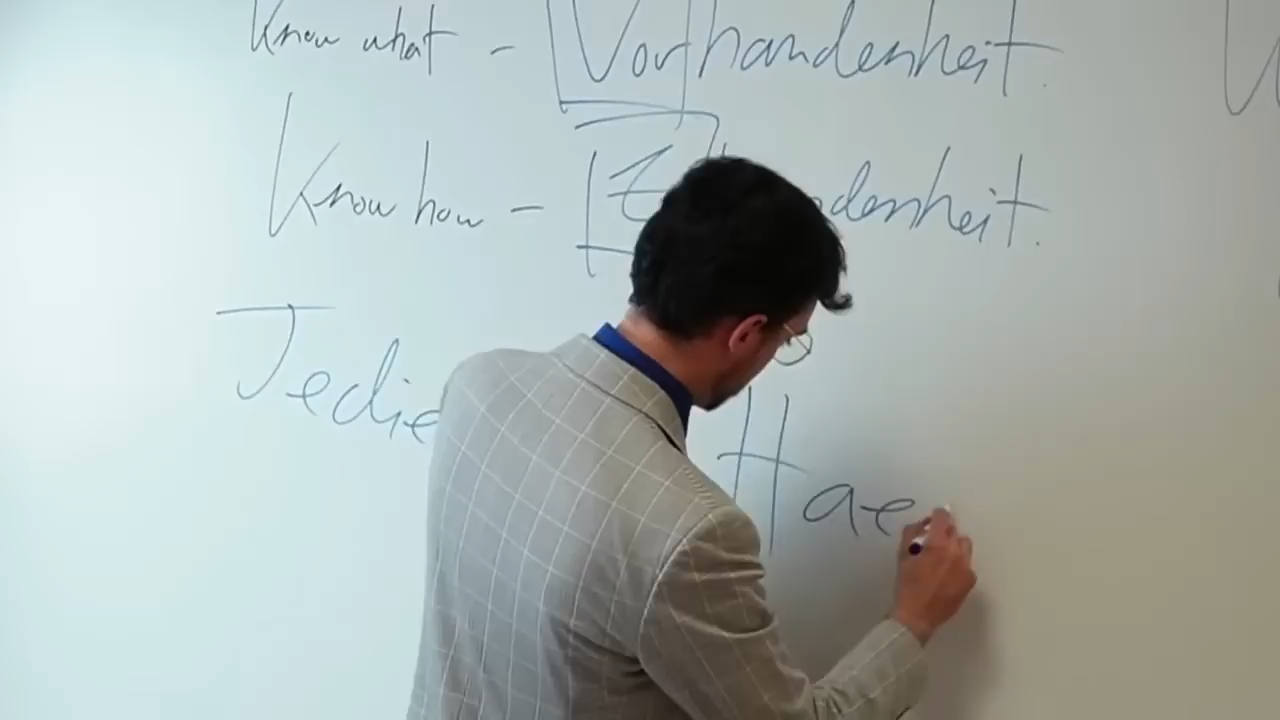 Know what - Vorhandenheit.
Know how - Z denheit.
Jedie
Hae